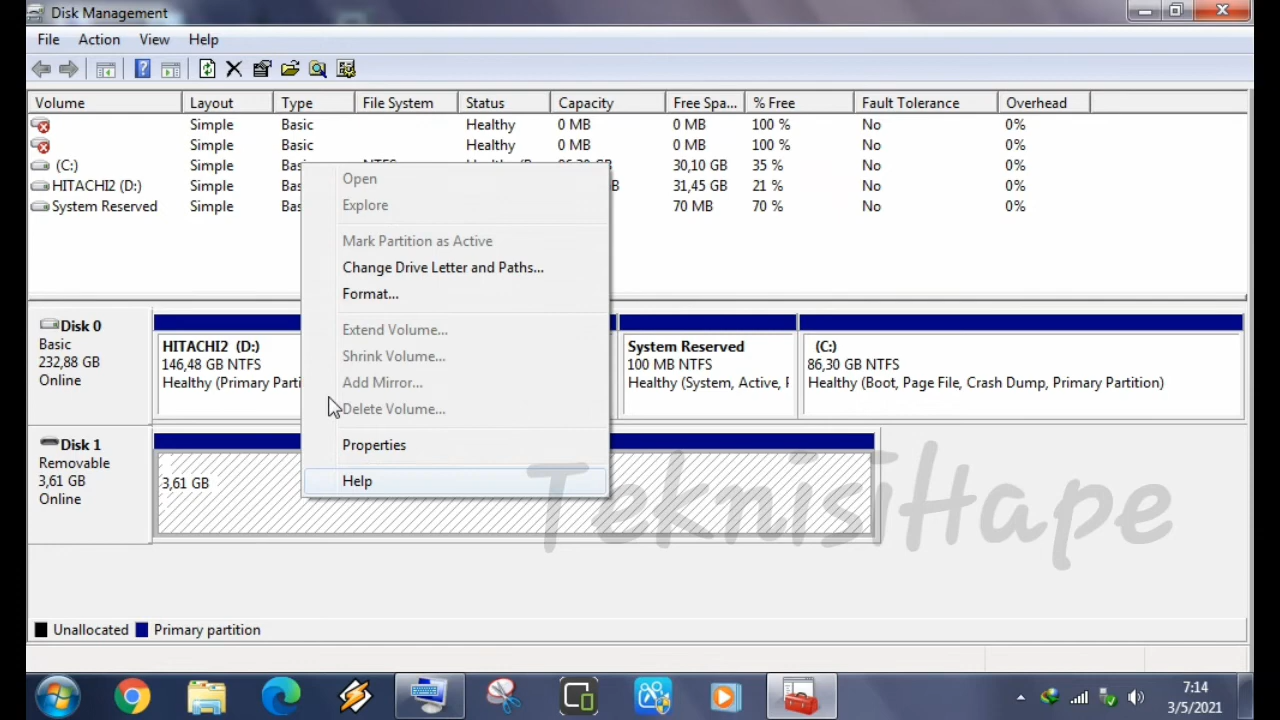 Disk Management
File Action View Help
Volume Layout Type File System Status Capacity Free Spa... % Free Fault Tolerance Overhead
Simple Basic Healthy 0 MB 0 MB 100 % No 0%
Simple Basic Healthy 0 MB 0 MB 100 % No 0%
(C:) Simple 30,10 GB 35 % No 0%
HITACHI2 (D:) Simple 31,45 GB 21 % No 0%
System Reserved Simple 70 MB 70 % No 0%
Open
Explore
Mark Partition as Active
Change Drive Letter and Paths...
Format...
Extend Volume...
Shrink Volume...
Add Mirror...
Delete Volume...
Properties
Help
Disk 0
Basic
232,88 GB
Online
HITACHI2 (D:)
146,48 GB NTFS
Healthy (Primary Parti
System Reserved
100 MB NTFS
Healthy (System, Active, P
(C:)
86,30 GB NTFS
Healthy (Boot, Page File, Crash Dump, Primary Partition)
Disk 1
Removable
3,61 GB
Online
3,61 GB
TeknisiHape
Unallocated Primary partition
7:14
3/5/2021